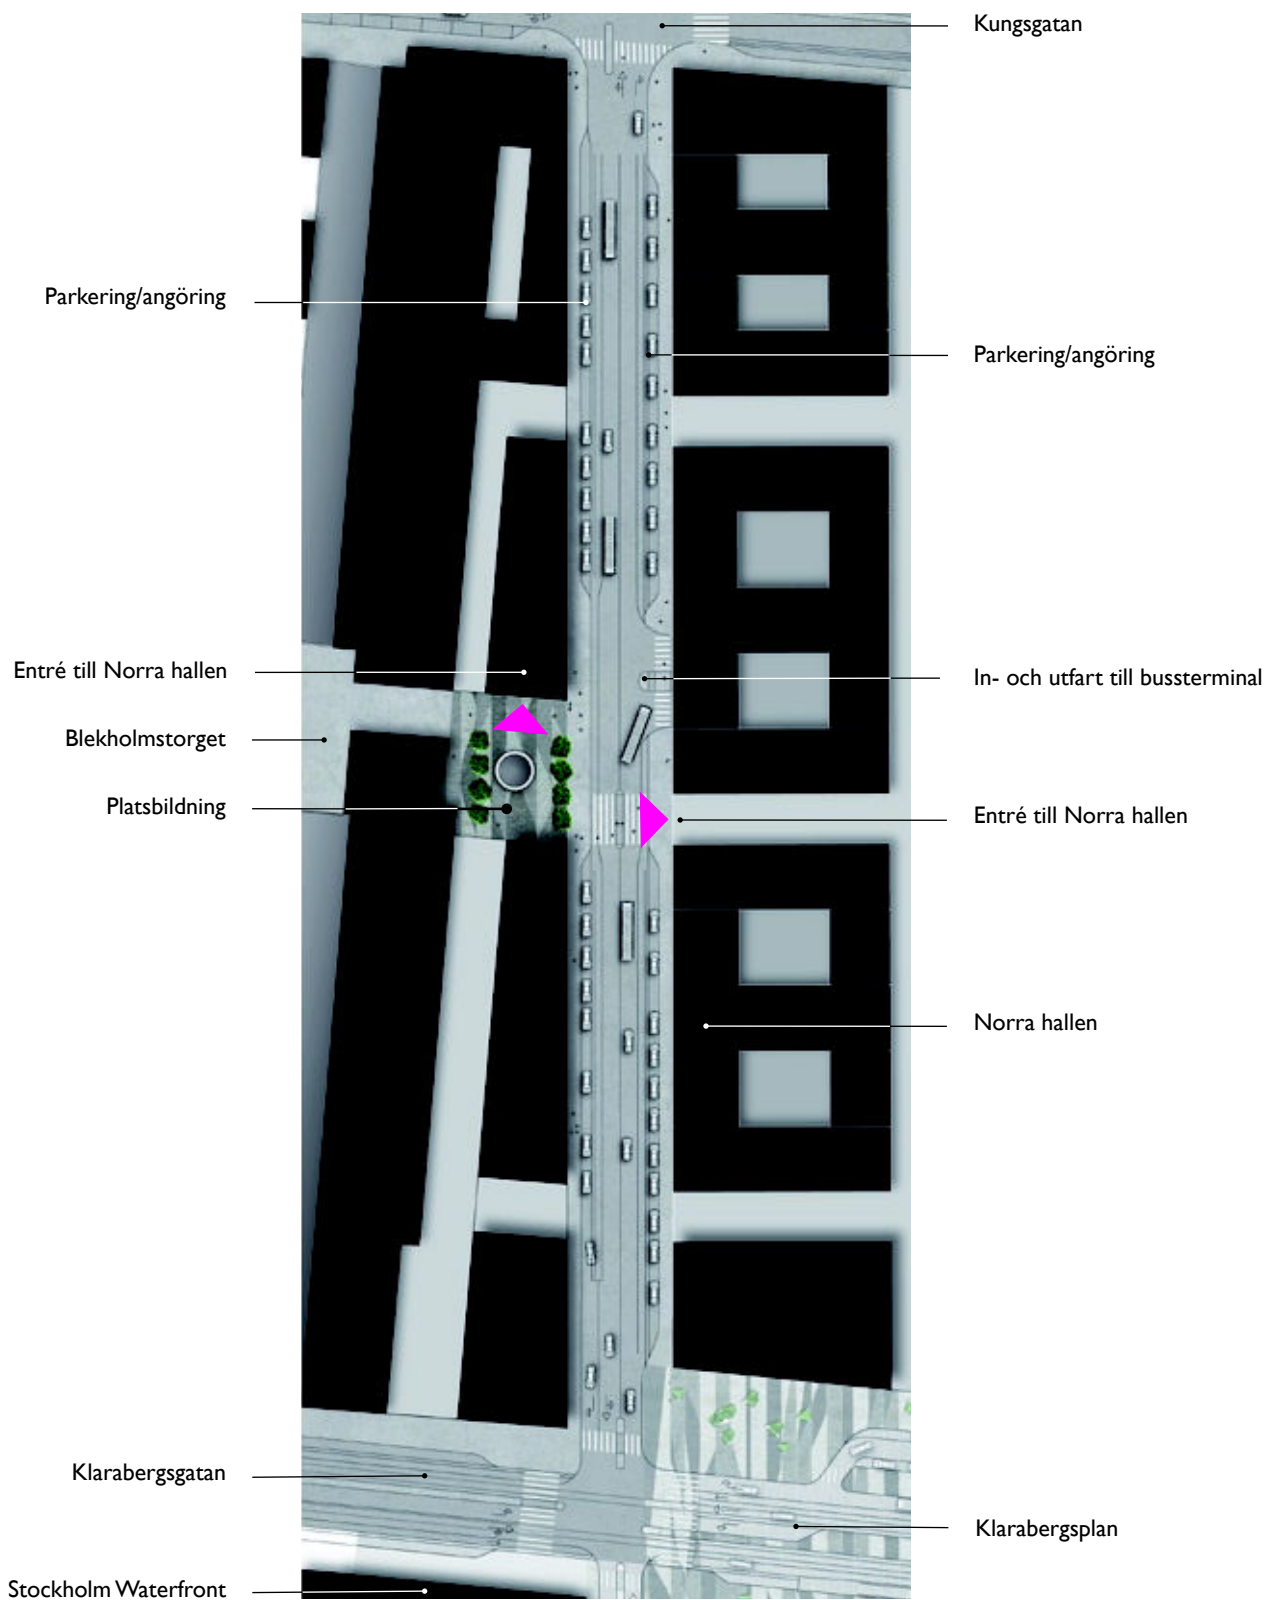 Kungsgatan
Parkering/angöring
Parkering/angöring
Entré till Norra hallen
In- och utfart till bussterminal
Blekholmstorget
Platsbildning
Entré till Norra hallen
Norra hallen
Klarabergsgatan
Klarabergsplan
Stockholm Waterfront